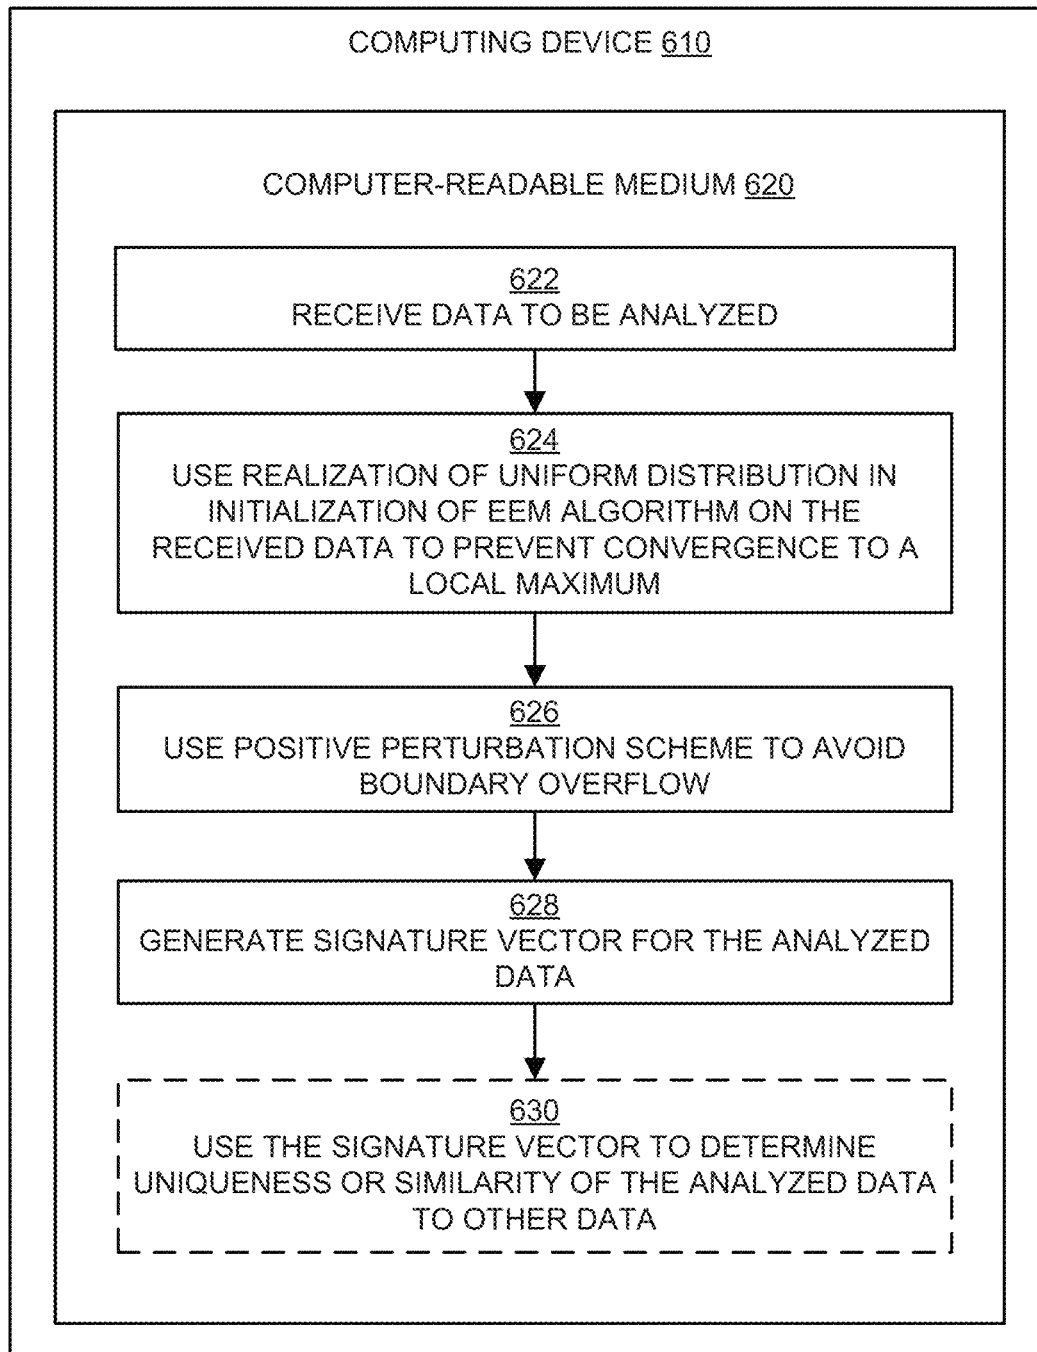 COMPUTING DEVICE 610
COMPUTER-READABLE MEDIUM 620
622
RECEIVE DATA TO BE ANALYZED
624
USE REALIZATION OF UNIFORM DISTRIBUTION IN
INITIALIZATION OF EEM ALGORITHM ON THE
RECEIVED DATA TO PREVENT CONVERGENCE TO A
LOCAL MAXIMUM
626
USE POSITIVE PERTURBATION SCHEME TO AVOID
BOUNDARY OVERFLOW
628
GENERATE SIGNATURE VECTOR FOR THE ANALYZED
DATA
630
USE THE SIGNATURE VECTOR TO DETERMINE
UNIQUENESS OR SIMILARITY OF THE ANALYZED DATA
TO OTHER DATA